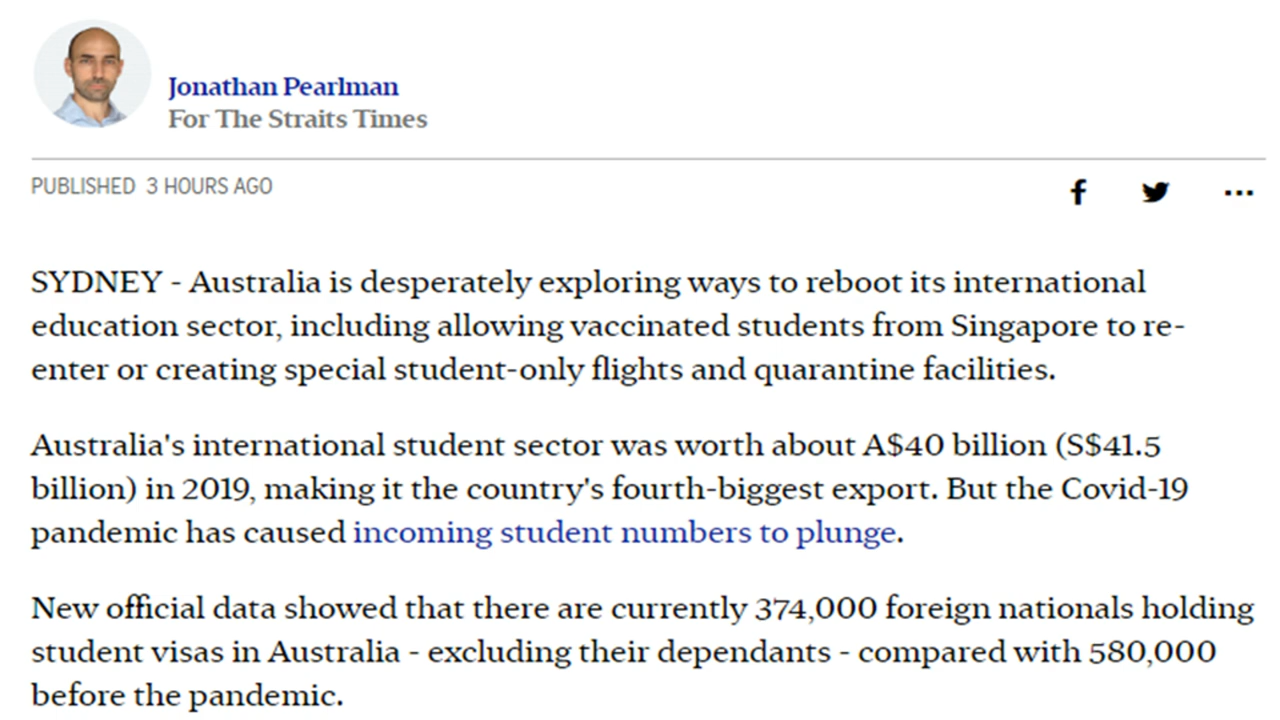 Jonathan Pearlman
For The Straits Times
PUBLISHED 3 HOURS AGO
SYDNEY - Australia is desperately exploring ways to reboot its international
education sector, including allowing vaccinated students from Singapore to re-
enter or creating special student-only flights and quarantine facilities.
Australia's international student sector was worth about A$40 billion (S$41.5
billion) in 2019, making it the country's fourth-biggest export. But the Covid-19
pandemic has caused incoming student numbers to plunge.
New official data showed that there are currently 374,000 foreign nationals holding
student visas in Australia - excluding their dependants - compared with 580,000
before the pandemic.